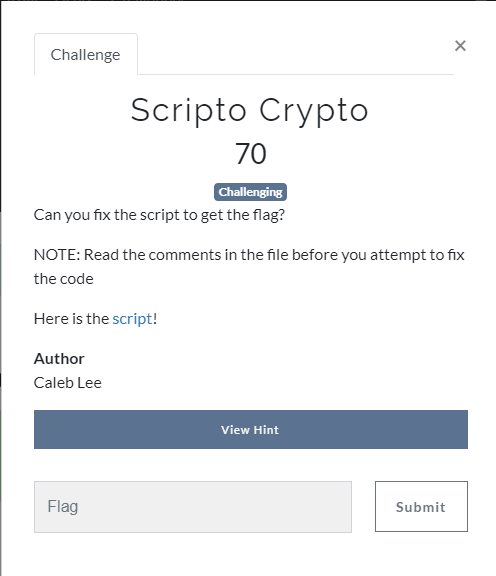 Challenge
×
Scripto Crypto
70
Challenging
Can you fix the script to get the flag?
NOTE: Read the comments in the file before you attempt to fix
the code
Here is the script!
Author
Caleb Lee
View Hint
Flag
Submit